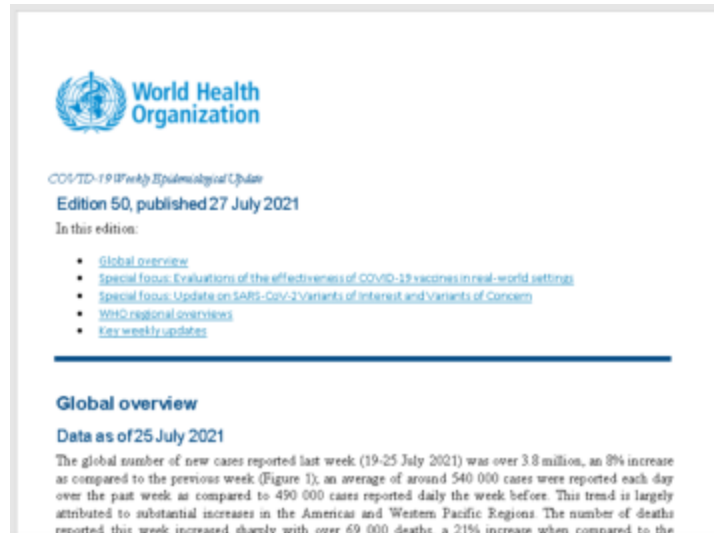 World Health
Organization
COVID-19 Weekly Epidemiological Update
Edition 50, published 27 July 2021
In this edition:
• Global overview
• Special focus: Evaluations of the effectiveness of COVID-19 vaccines in real-world settings
• Special focus: Update on SARS-CoV-2 Variants of Interest and Variants of Concern
• WHO regional overviews
• Key weekly updates
Global overview
Data as of 25 July 2021
The global number of new cases reported last week (19-25 July 2021) was over 3.8 million, an 8% increase
as compared to the previous week (Figure 1); an average of around 540 000 cases were reported each day
over the past week as compared to 490 000 cases reported daily the week before. This trend is largely
attributed to substantial increases in the Americas and Western Pacific Regions. The number of deaths
reported this week increased sharply with over 69 000 deaths, a 21% increase when compared to the